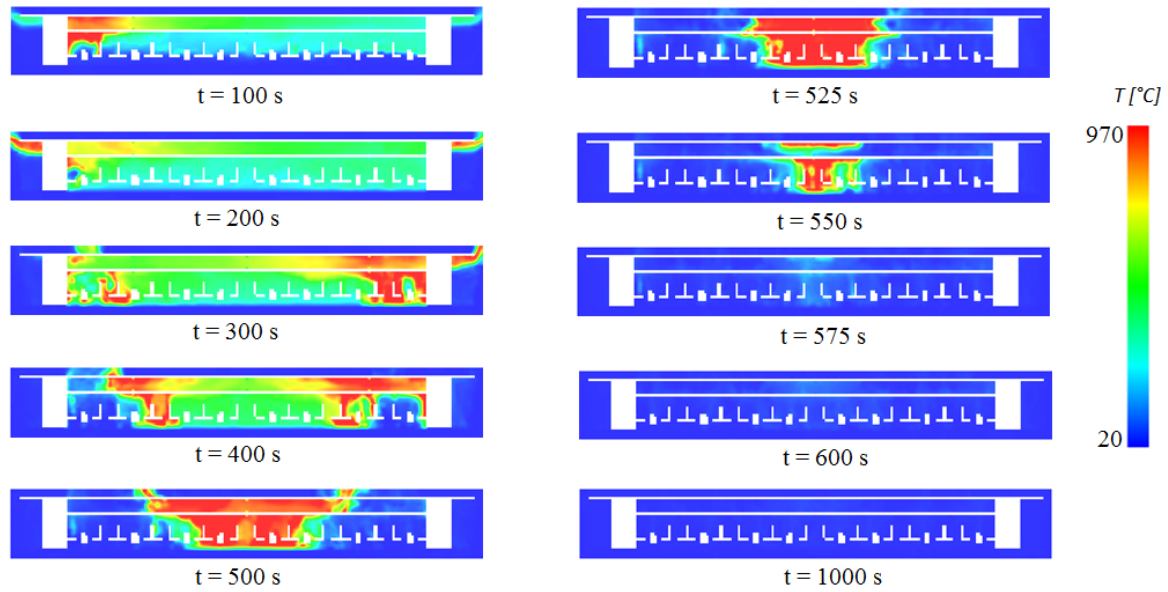 t = 100 s
t = 200 s
t = 300 s
t = 400 s
t = 500 s
t = 525 s
t = 550 s
t = 575 s
t = 600 s
t = 1000 s
T [°C]
970
20